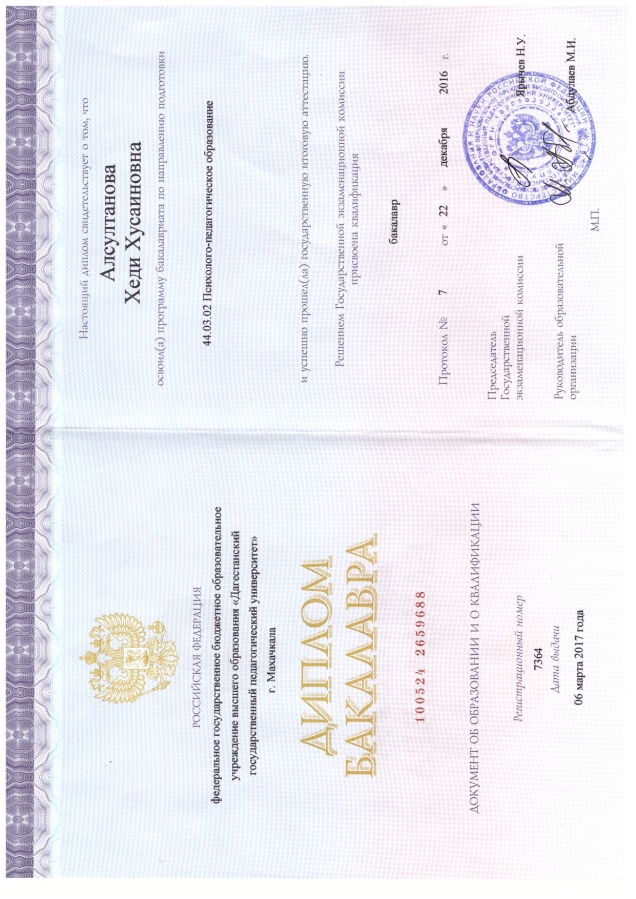 РОССИЙСКАЯ ФЕДЕРАЦИЯ
федеральное государственное бюджетное образовательное
учреждение высшего образования «Дагестанский
государственный педагогический университет»
г. Махачкала
ДИПЛОМ
БАКАЛАВРА
100524 2659688
ДОКУМЕНТ ОБ ОБРАЗОВАНИИ И О КВАЛИФИКАЦИИ
Регистрационный номер
7364
Дата выдачи
06 марта 2017 года
Настоящий диплом свидетельствует о том, что
Алсултанова
Хеди Хусаиновна
освоил(а) программу бакалавриата по направлению подготовки
44.03.02 Психолого-педагогическое образование
и успешно прошел(ла) государственную итоговую аттестацию.
Решением Государственной экзаменационной комиссии
присвоена квалификация
бакалавр
Протокол № 7 от « 22 » декабря 2016 г.
Председатель
Государственной
экзаменационной комиссии Ярычев Н.У.
Руководитель образовательной
организации Абдулаев М.И.
М.П.